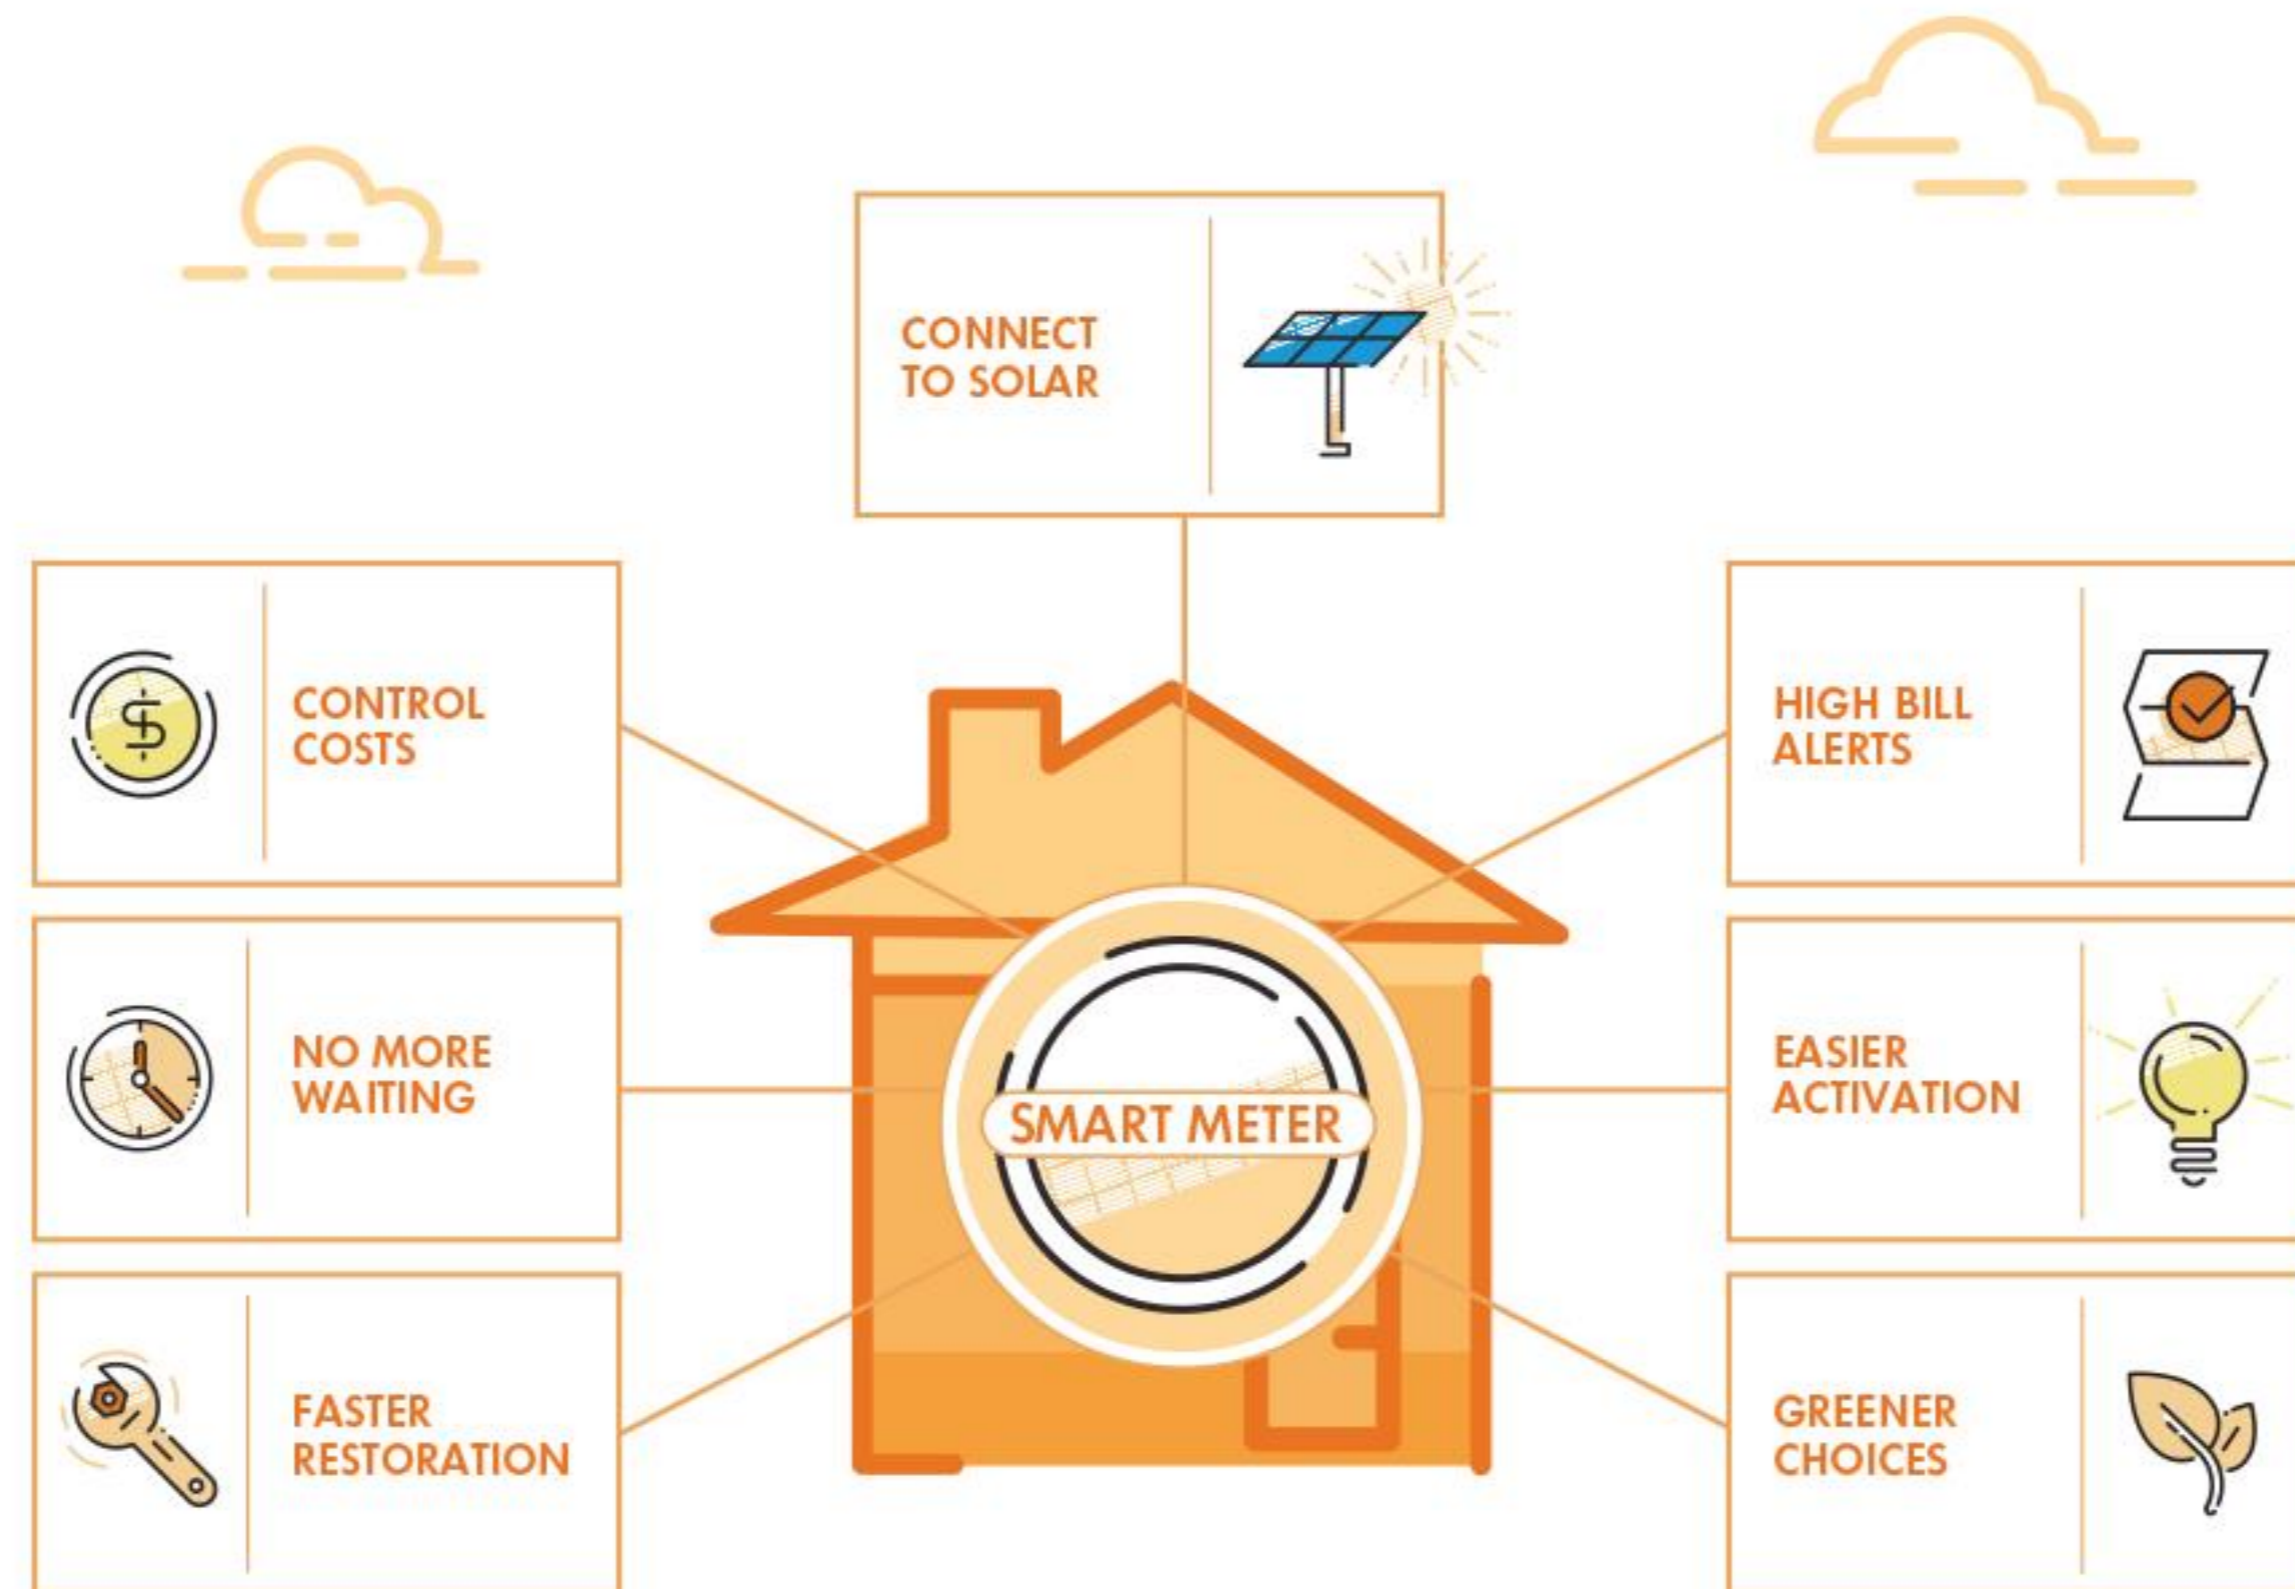 CONNECT
TO SOLAR
CONTROL
COSTS
HIGH BILL
ALERTS
NO MORE
WAITING
SMART METER
EASIER
ACTIVATION
FASTER
RESTORATION
GREENER
CHOICES